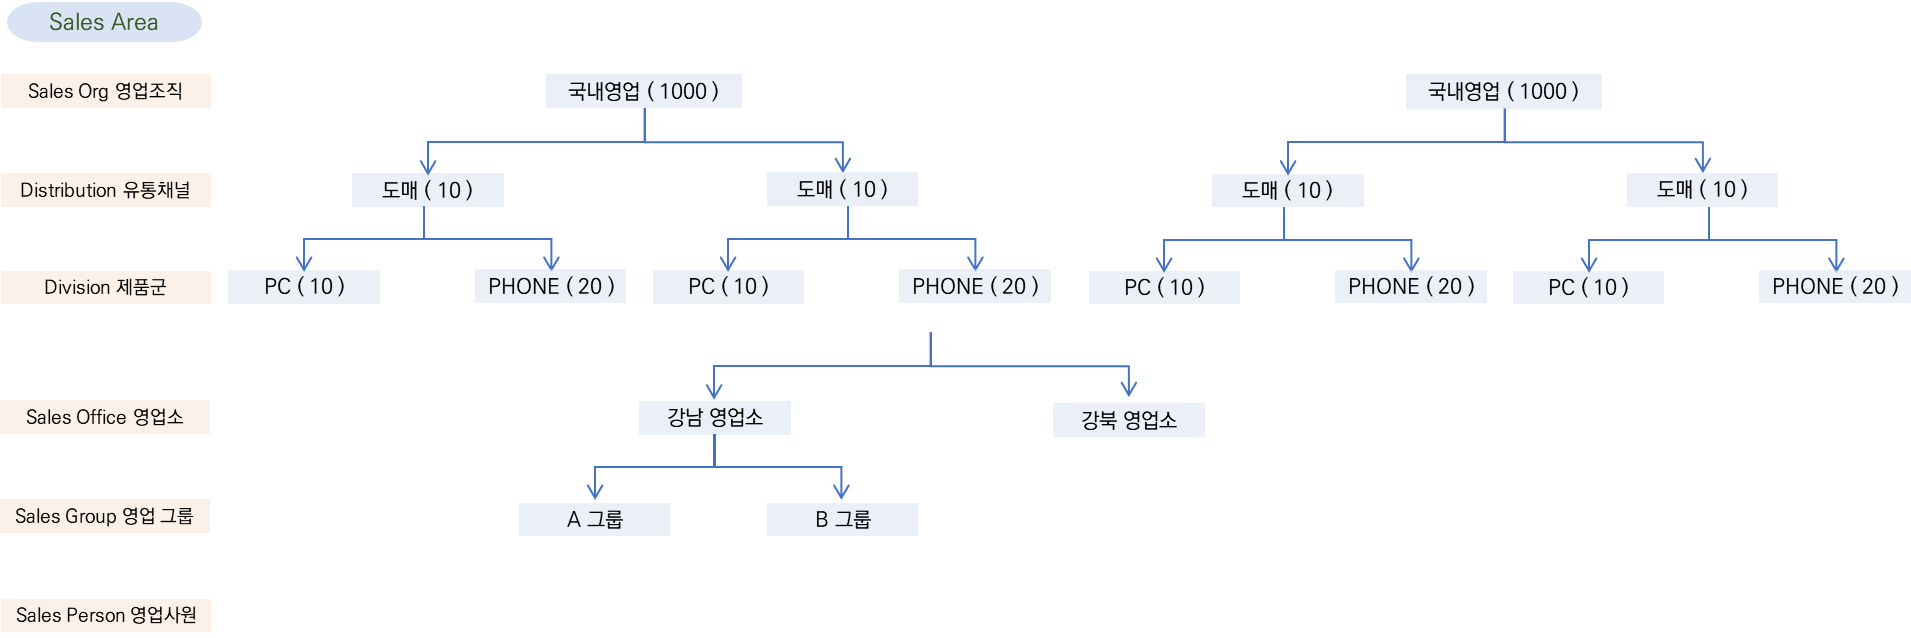 Sales Area
Sales Org 영업조직
국내영업 ( 1000 )
국내영업 ( 1000 )
Distribution 유통채널
도매 ( 10 )
도매 ( 10 )
도매 ( 10 )
도매 ( 10 )
Division 제품군
PC ( 10 )
PHONE ( 20 )
PC ( 10 )
PHONE ( 20 )
PC ( 10 )
PHONE ( 20 )
PC ( 10 )
PHONE ( 20 )
Sales Office 영업소
강남 영업소
강북 영업소
Sales Group 영업 그룹
A 그룹
B 그룹
Sales Person 영업사원